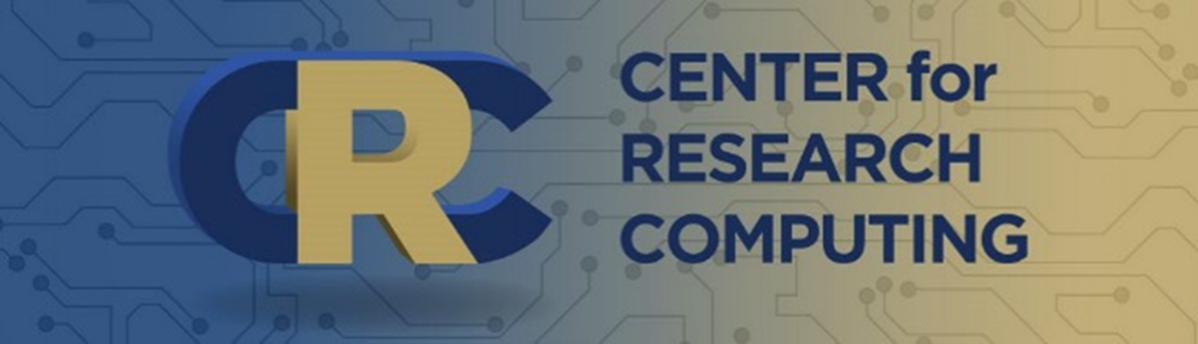 CRC
CENTER for
RESEARCH
COMPUTING